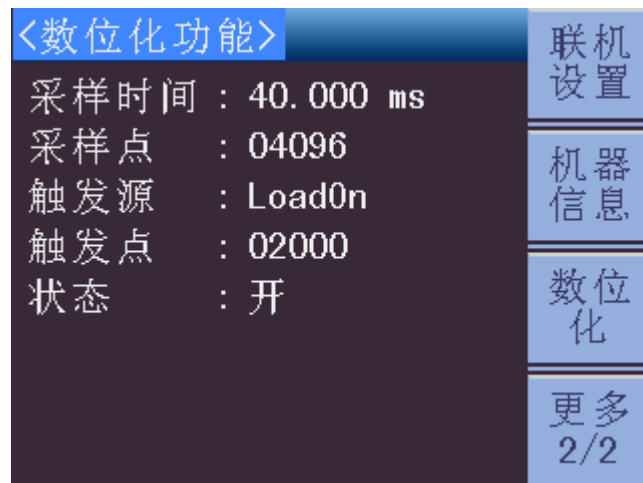 <数位化功能>
采样时间 : 40.000 ms
采样点 : 04096
触发源 : LoadOn
触发点 : 02000
状态 : 开
联机
设置
机器
信息
数位
化
更多
2/2